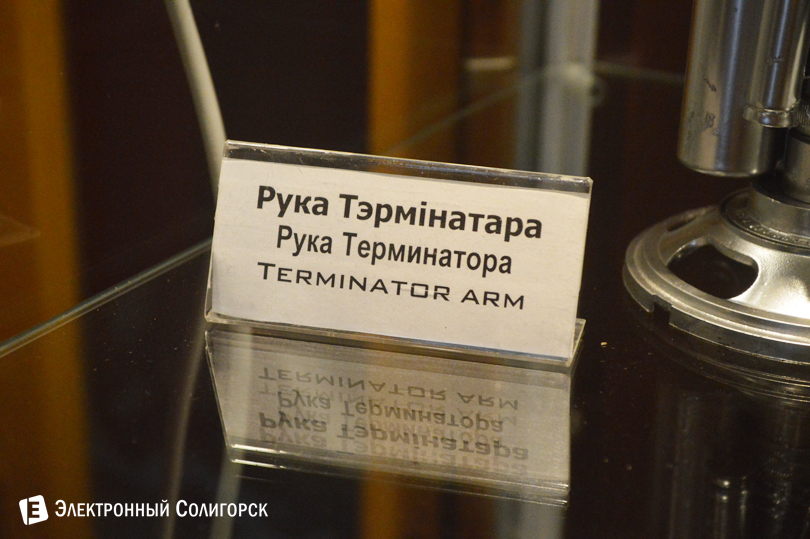 Рука Тэрмінатара
Рука Терминатора
TERMINATOR ARM
E Электронный Солигорск